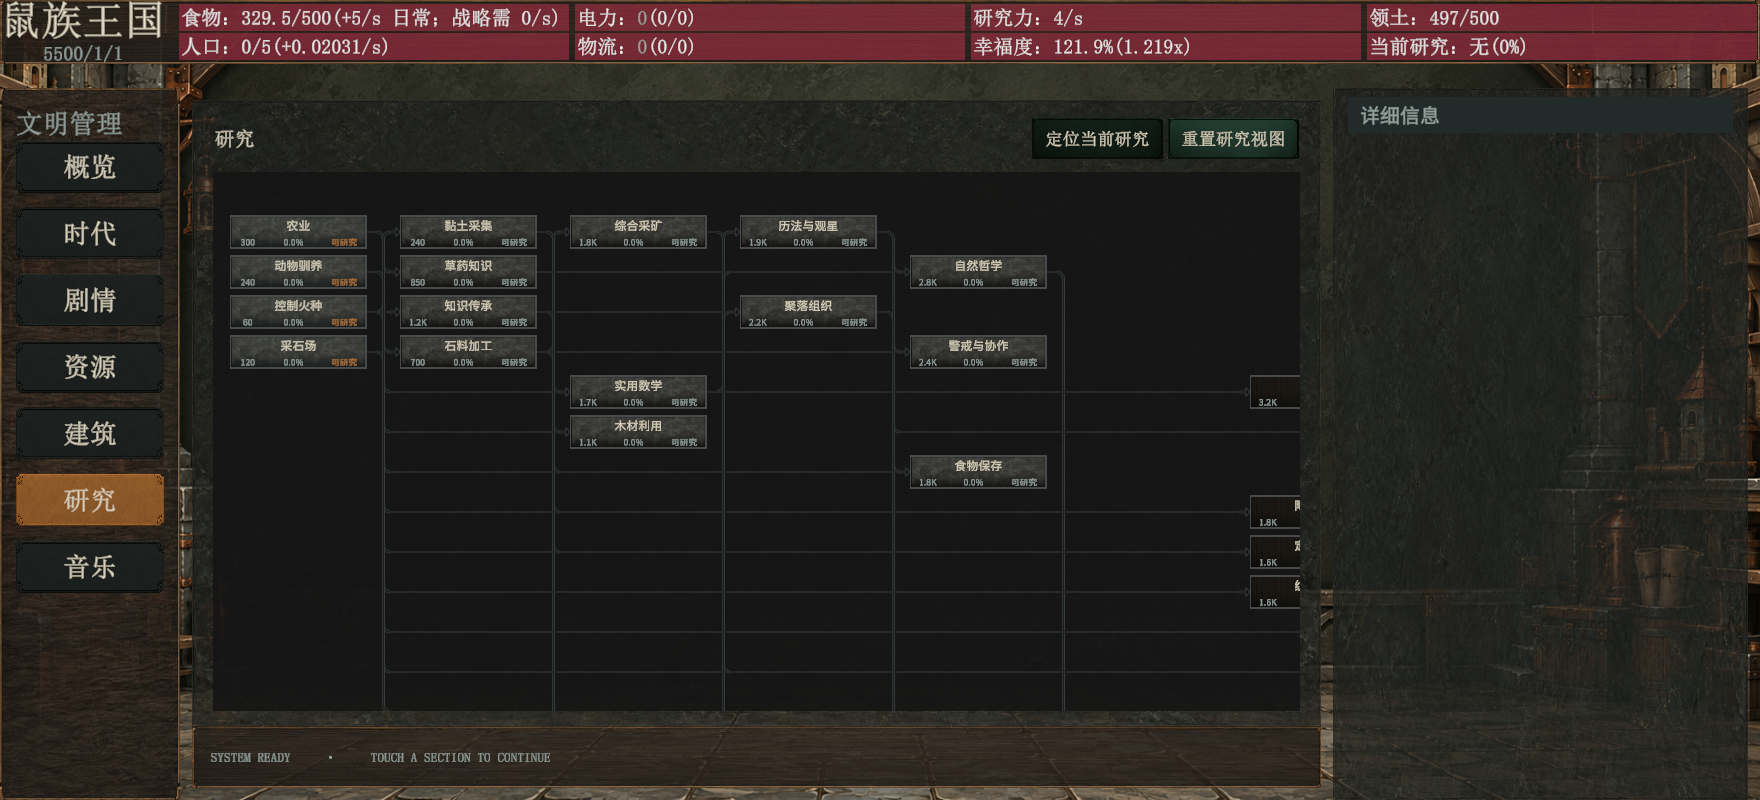 鼠族王国
5500/1/1
食物: 329.5/500(+5/s 日常; 战略需 0/s)
人口: 0/5(+0.02031/s)
电力: 0(0/0)
物流: 0(0/0)
研究力: 4/s
幸福度: 121.9%(1.219x)
领土: 497/500
当前研究: 无(0%)
文明管理
概览
时代
剧情
资源
建筑
研究
音乐
研究
定位当前研究
重置研究视图
农业
300 0.0% 可研究
动物驯养
240 0.0% 可研究
控制火种
60 0.0% 可研究
采石场
120 0.0% 可研究
黏土采集
240 0.0% 可研究
草药知识
850 0.0% 可研究
知识传承
1.2K 0.0% 可研究
石料加工
700 0.0% 可研究
综合采矿
1.8K 0.0% 可研究
实用数学
1.7K 0.0% 可研究
木材利用
1.1K 0.0% 可研究
历法与观星
1.9K 0.0% 可研究
聚落组织
2.2K 0.0% 可研究
自然哲学
2.8K 0.0% 可研究
警戒与协作
2.4K 0.0% 可研究
食物保存
1.8K 0.0% 可研究
3.2K
1.8K
1.6K
1.6K
详细信息
SYSTEM READY • TOUCH A SECTION TO CONTINUE